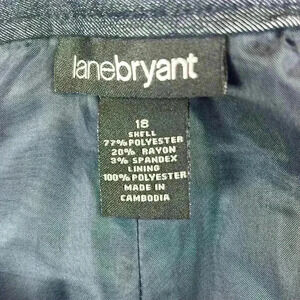 lanebryant
18
SHELL
77% POLYESTER
20% RAYON
3% SPANDEX
LINING
100% POLYESTER
MADE IN
CAMBODIA